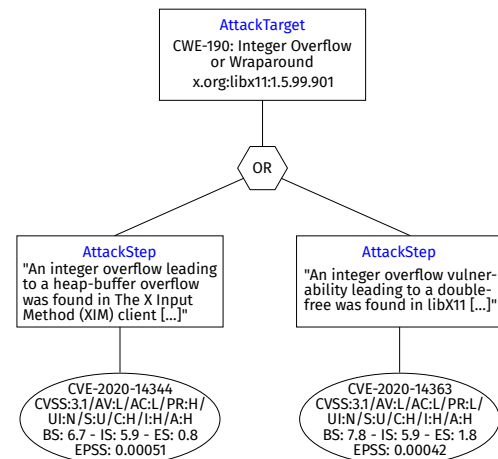 AttackTarget
CWE-190: Integer Overflow
or Wraparound
x.org:libx11:1.5.99.901
OR
AttackStep
"An integer overflow leading
to a heap-buffer overflow
was found in The X Input
Method (XIM) client [...]"
AttackStep
"An integer overflow vulner-
ability leading to a double-
free was found in libX11 [...]"
CVE-2020-14344
CVSS:3.1/AV:L/AC:L/PR:H/
UI:N/S:U/C:H/I:H/A:H
BS: 6.7 - IS: 5.9 - ES: 0.8
EPSS: 0.00051
CVE-2020-14363
CVSS:3.1/AV:L/AC:L/PR:L/
UI:N/S:U/C:H/I:H/A:H
BS: 7.8 - IS: 5.9 - ES: 1.8
EPSS: 0.00042